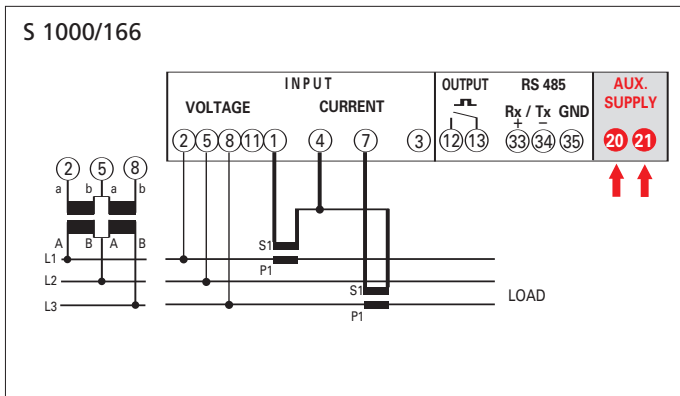 S 1000/166
INPUT
OUTPUT
RS 485
AUX.
SUPPLY
VOLTAGE
CURRENT
Rx / Tx GND
+ −
2 5 8 11 1 4 7 3 12 13 33 34 35 20 21
2 5 8
a b a b
A B A B
L1
L2
L3
S1
P1
S1
P1
LOAD